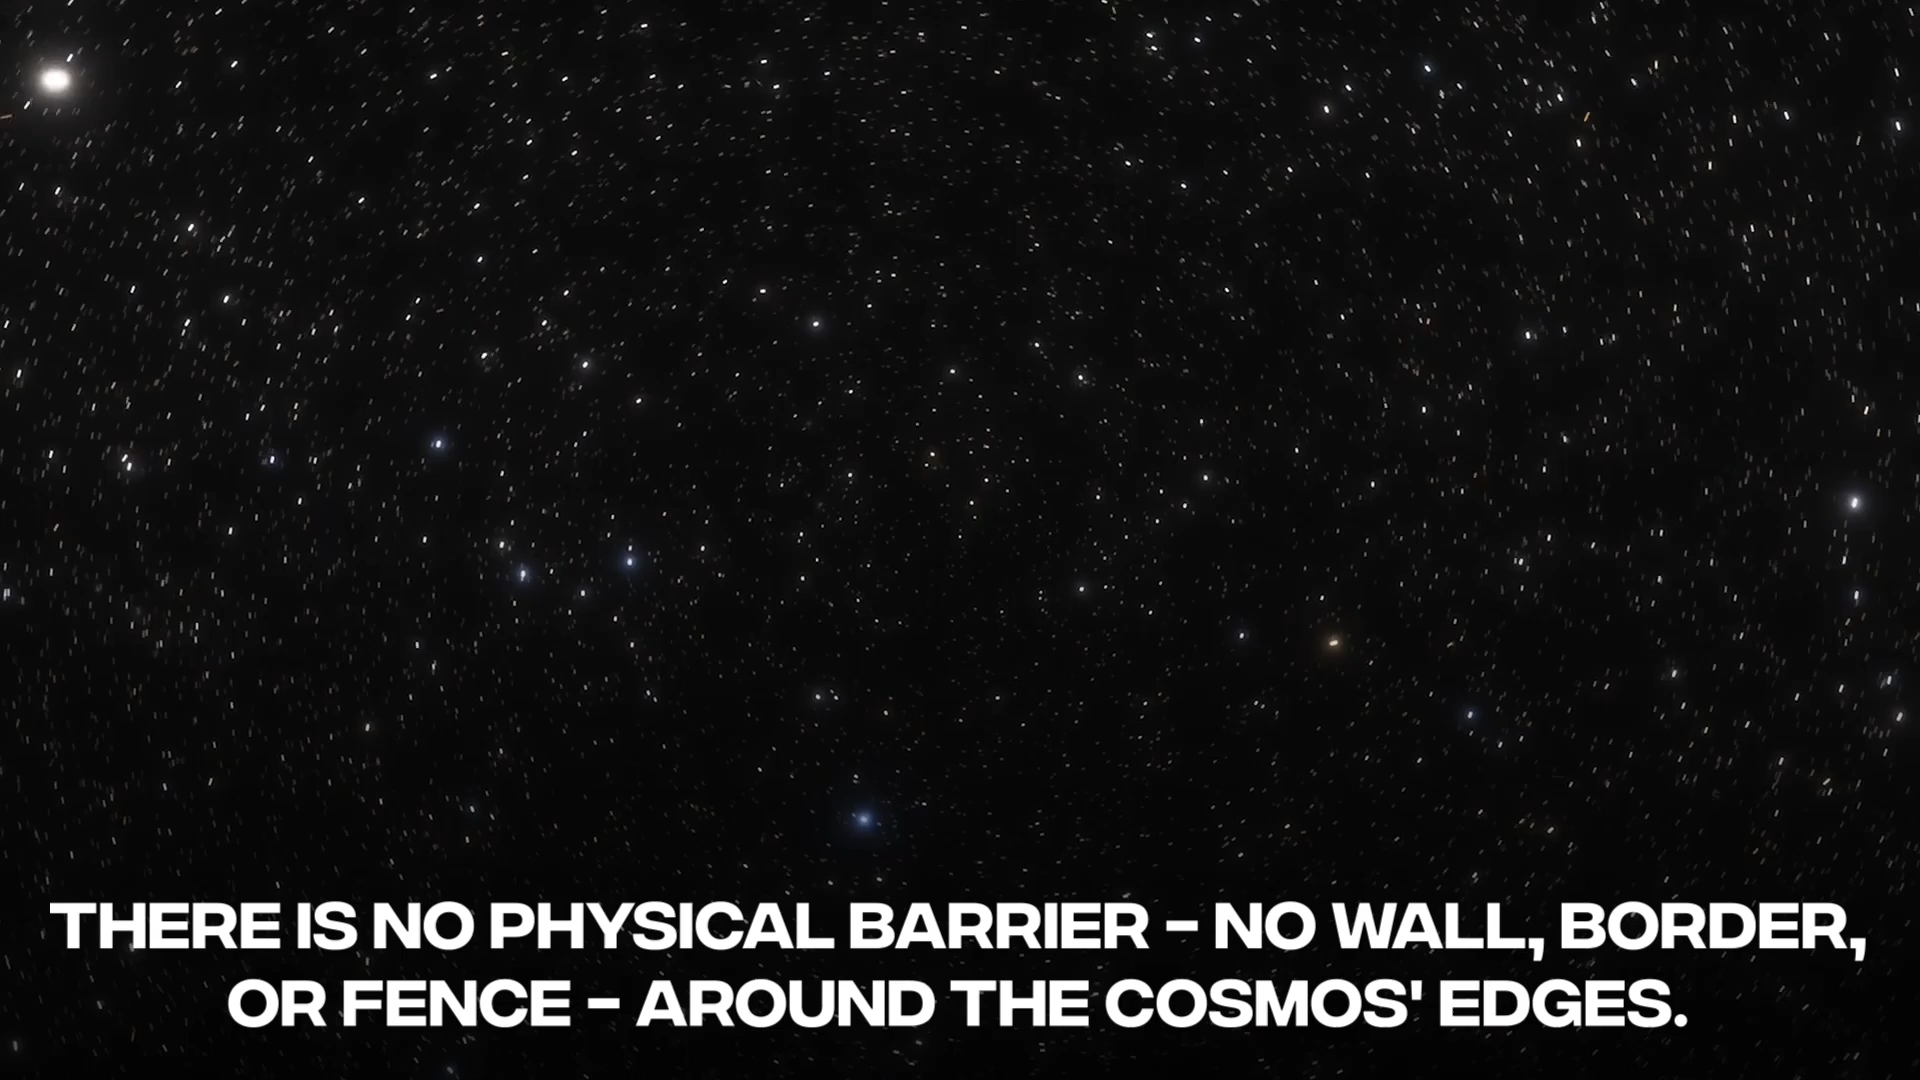 THERE IS NO PHYSICAL BARRIER – NO WALL, BORDER,
OR FENCE – AROUND THE COSMOS' EDGES.